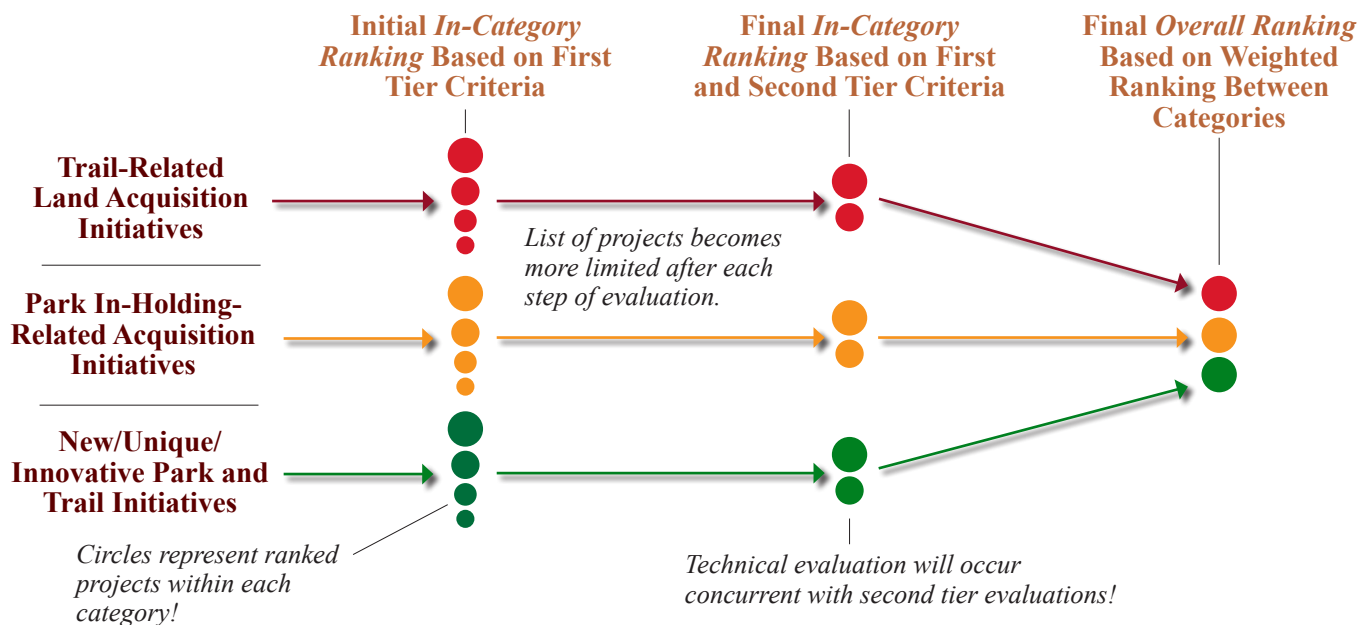 Initial In-Category
Ranking Based on First
Tier Criteria
Final In-Category
Ranking Based on First
and Second Tier Criteria
Final Overall Ranking
Based on Weighted
Ranking Between
Categories
Trail-Related
Land Acquisition
Initiatives
List of projects becomes
more limited after each
step of evaluation.
Park In-Holding-
Related Acquisition
Initiatives
New/Unique/
Innovative Park and
Trail Initiatives
Circles represent ranked
projects within each
category!
Technical evaluation will occur
concurrent with second tier evaluations!